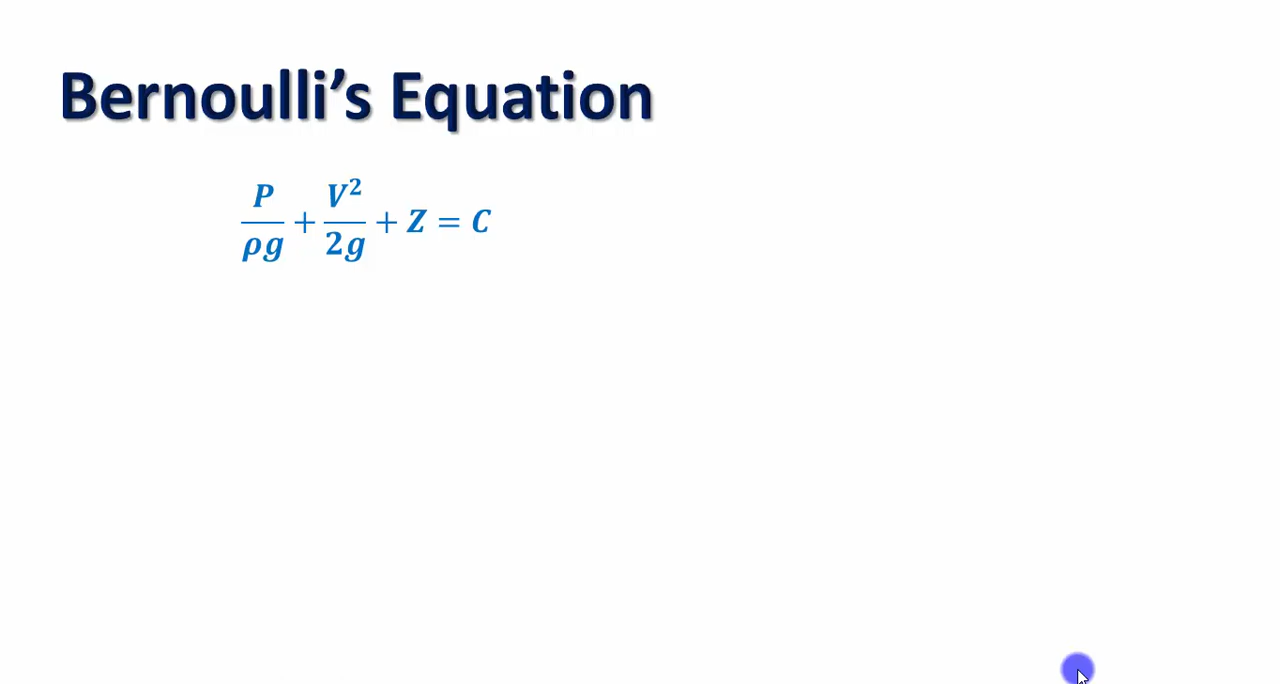 Bernoulli’s Equation
P/ρg + V²/2g + Z = C